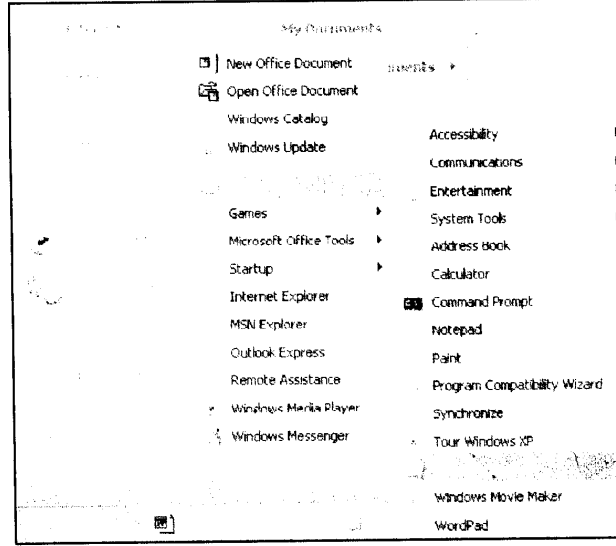 My Documents
New Office Document
Open Office Document
Windows Catalog
Windows Update
Games
Microsoft Office Tools
Startup
Internet Explorer
MSN Explorer
Outlook Express
Remote Assistance
Windows Media Player
Windows Messenger
Accessibility
Communications
Entertainment
System Tools
Address Book
Calculator
Command Prompt
Notepad
Paint
Program Compatibility Wizard
Synchronize
Tour Windows XP
Windows Movie Maker
WordPad